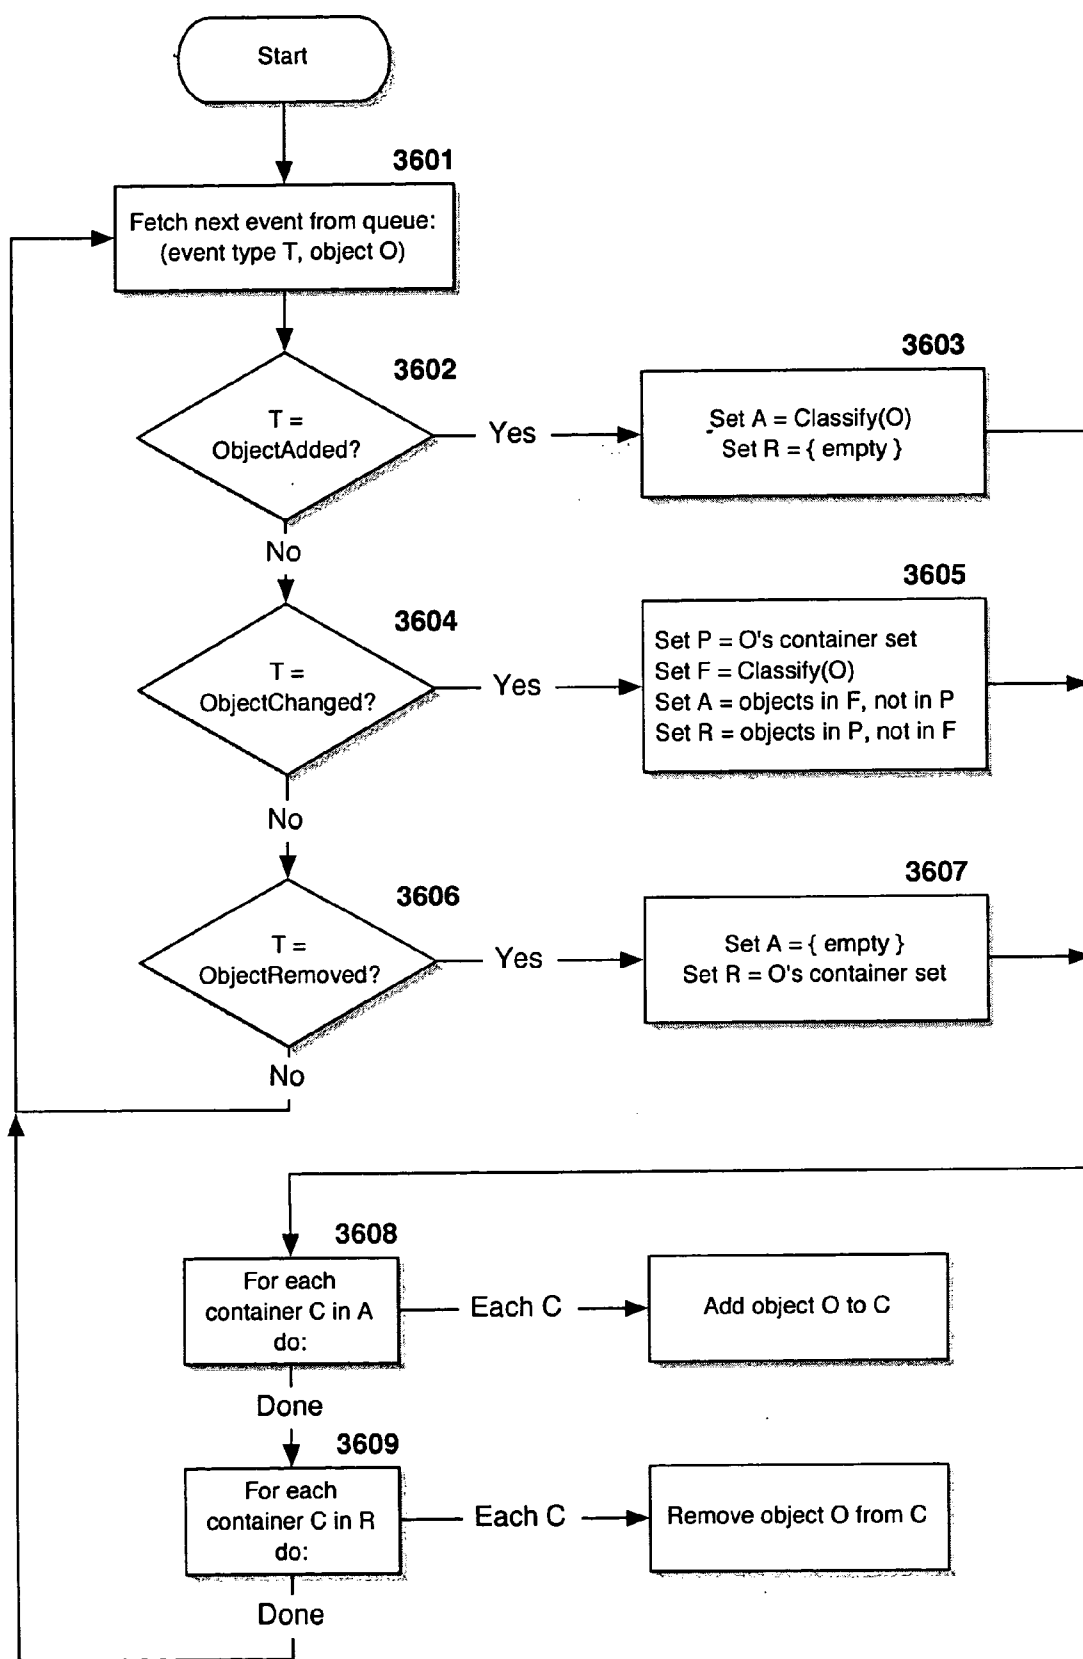 Start
3601
Fetch next event from queue:
(event type T, object O)
3602
T =
ObjectAdded?
Yes
3603
Set A = Classify(O)
Set R = { empty }
No
3604
T =
ObjectChanged?
Yes
3605
Set P = O's container set
Set F = Classify(O)
Set A = objects in F, not in P
Set R = objects in P, not in F
No
3606
T =
ObjectRemoved?
Yes
3607
Set A = { empty }
Set R = O's container set
No
3608
For each
container C in A
do:
Each C
Add object O to C
Done
3609
For each
container C in R
do:
Each C
Remove object O from C
Done